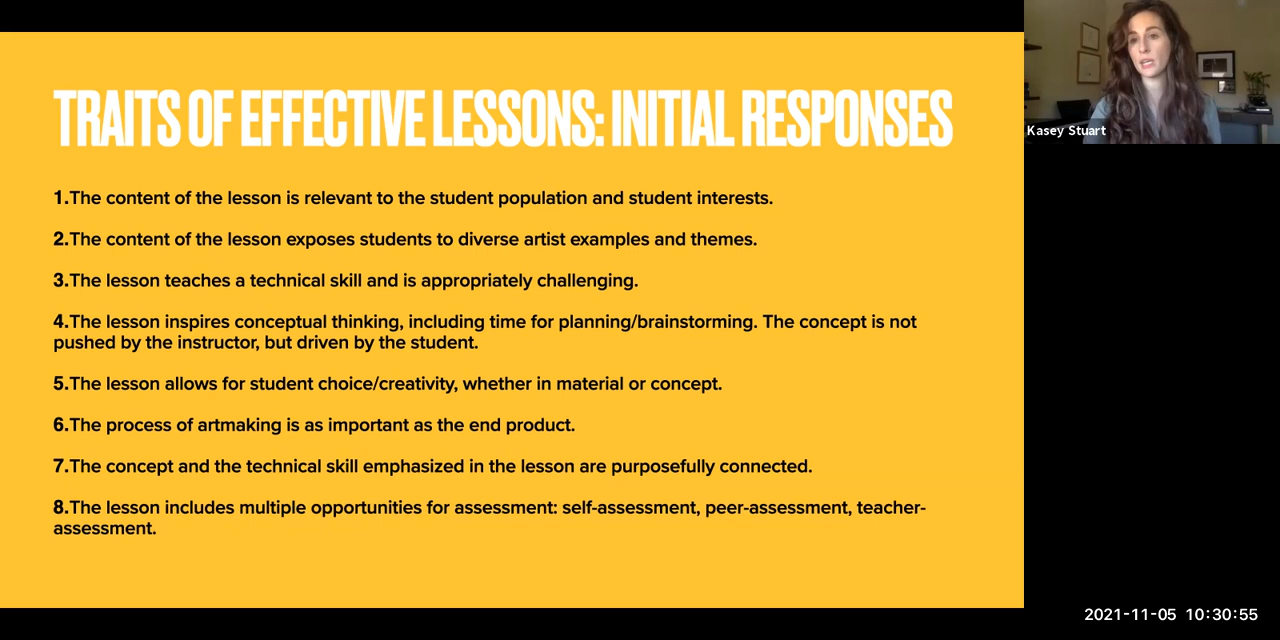 TRAITS OF EFFECTIVE LESSONS: INITIAL RESPONSES
1.The content of the lesson is relevant to the student population and student interests.
2.The content of the lesson exposes students to diverse artist examples and themes.
3.The lesson teaches a technical skill and is appropriately challenging.
4.The lesson inspires conceptual thinking, including time for planning/brainstorming. The concept is not
pushed by the instructor, but driven by the student.
5.The lesson allows for student choice/creativity, whether in material or concept.
6.The process of artmaking is as important as the end product.
7.The concept and the technical skill emphasized in the lesson are purposefully connected.
8.The lesson includes multiple opportunities for assessment: self-assessment, peer-assessment, teacher-
assessment.
Kasey Stuart
2021-11-05 10:30:55